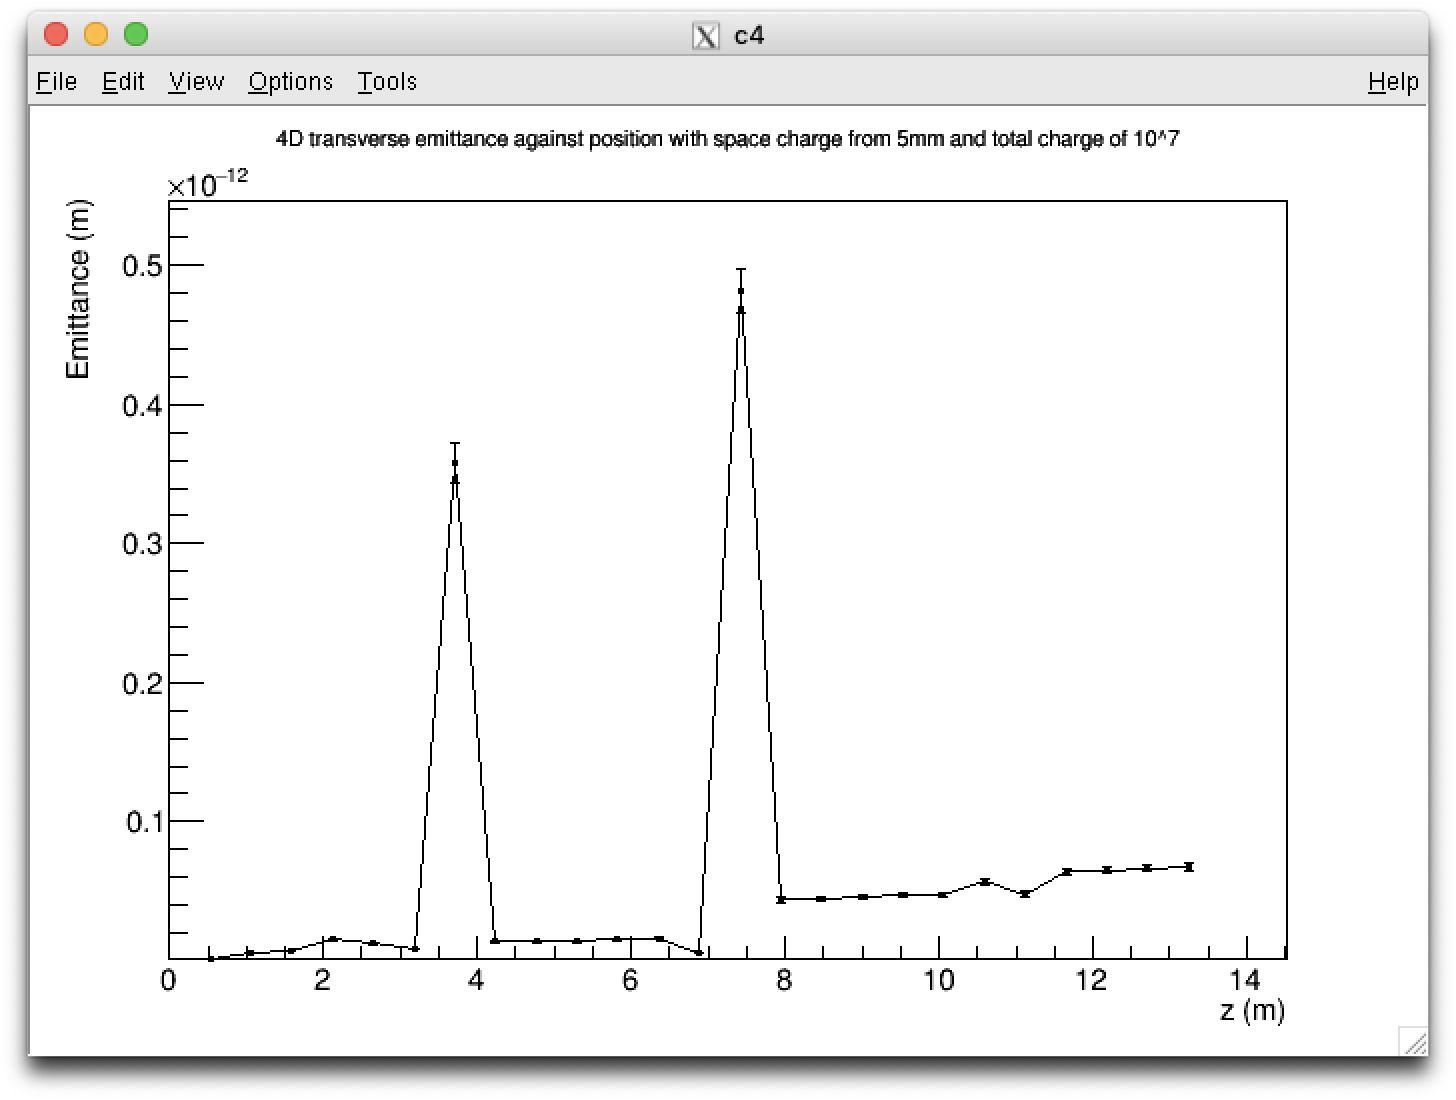 c4
File Edit View Options Tools Help
4D transverse emittance against position with space charge from 5mm and total charge of 10^7
×10⁻¹²
Emittance (m)
0.5
0.4
0.3
0.2
0.1
0 2 4 6 8 10 12 14
z (m)